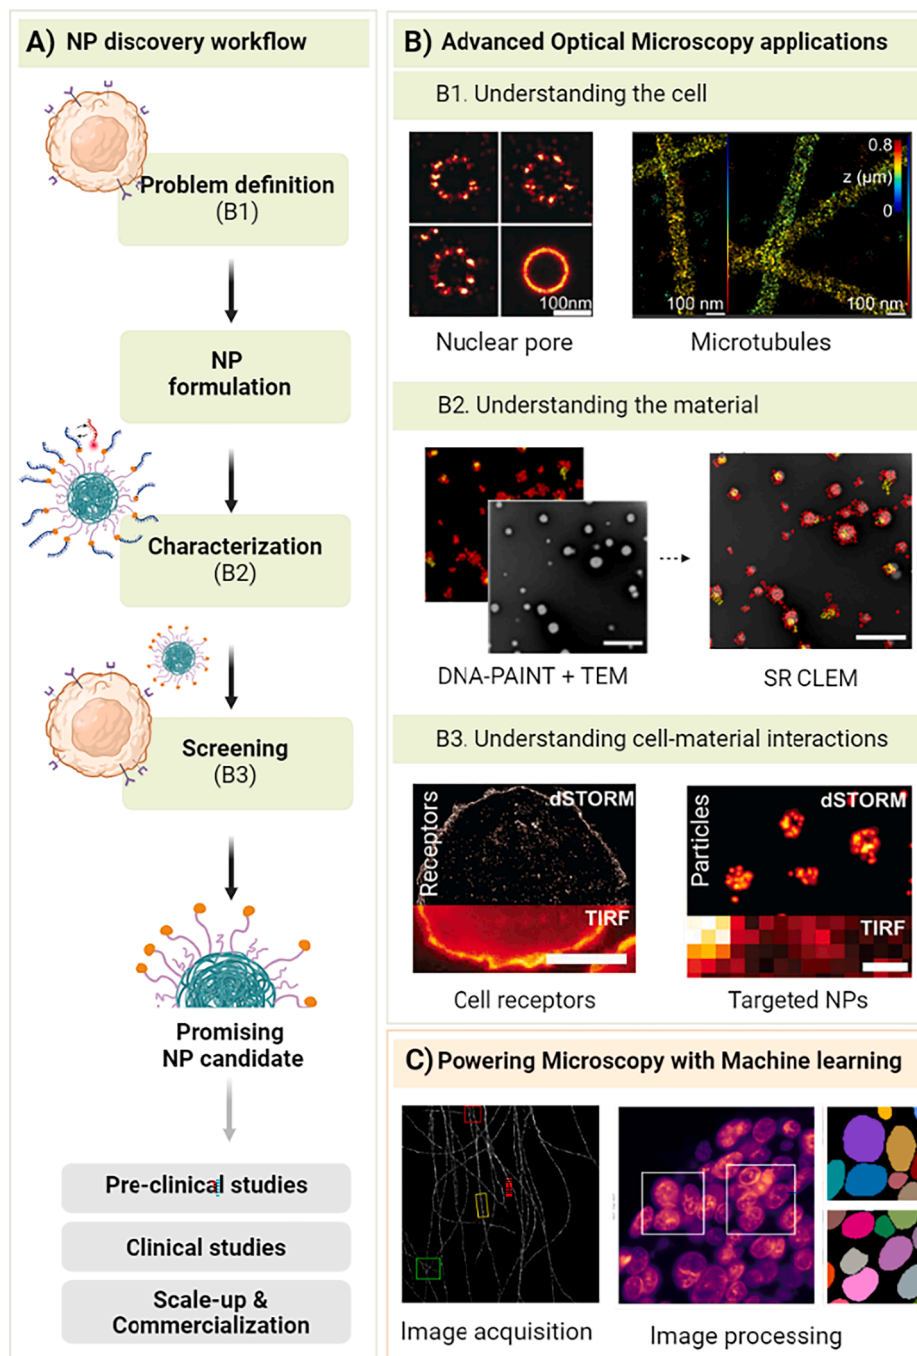 A) NP discovery workflow
Problem definition
(B1)
NP
formulation
Characterization
(B2)
Screening
(B3)
Promising
NP candidate
Pre-clinical studies
Clinical studies
Scale-up &
Commercialization
B) Advanced Optical Microscopy applications
B1. Understanding the cell
100nm
Nuclear pore
0.8
z (μm)
0
100 nm
100 nm
Microtubules
B2. Understanding the material
DNA-PAINT + TEM
SR CLEM
B3. Understanding cell-material interactions
Receptors
dSTORM
TIRF
Cell receptors
Particles
dSTORM
TIRF
Targeted NPs
C) Powering Microscopy with Machine learning
Image acquisition
Image processing